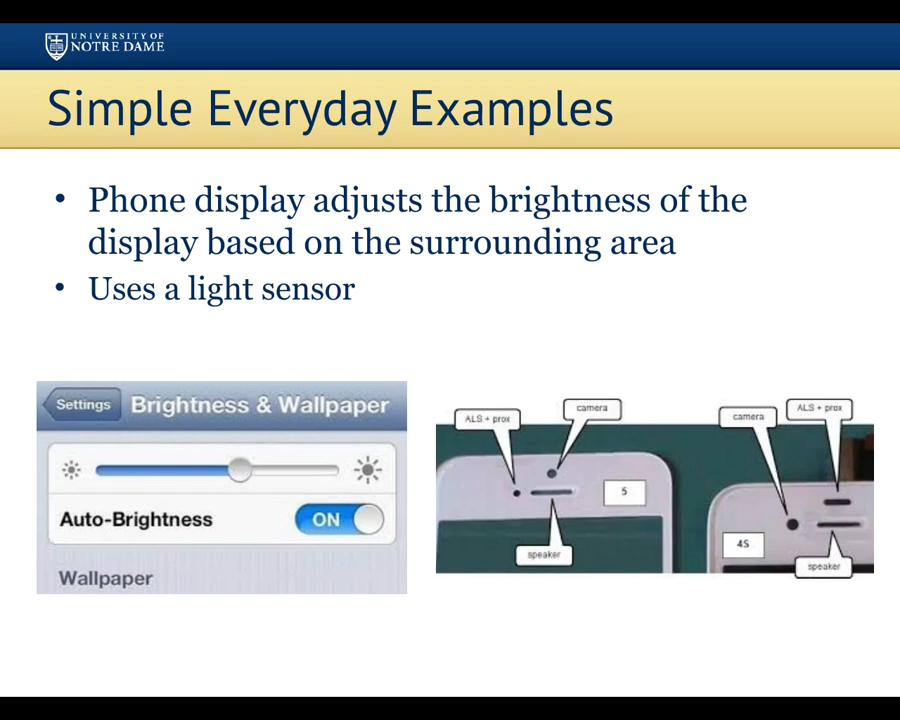 UNIVERSITY OF
NOTRE DAME
Simple Everyday Examples
• Phone display adjusts the brightness of the
display based on the surrounding area
• Uses a light sensor
Settings
Brightness & Wallpaper
Auto-Brightness
ON
Wallpaper
ALS + prox
camera
5
speaker
camera
ALS + prox
4S
speaker